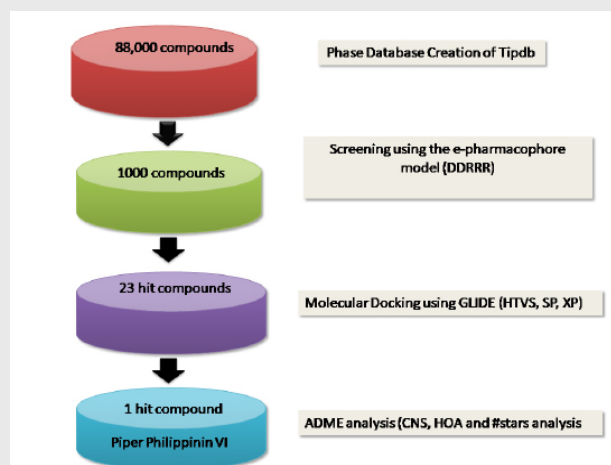 88,000 compounds
Phase Database Creation of Tipdb
1000 compounds
Screening using the e-pharmacophore
model (DDRRR)
23 hit compounds
Molecular Docking using GLIDE (HTVS, SP, XP)
1 hit compound
Piper Philippinin VI
ADME analysis (CNS, HOA and #stars analysis